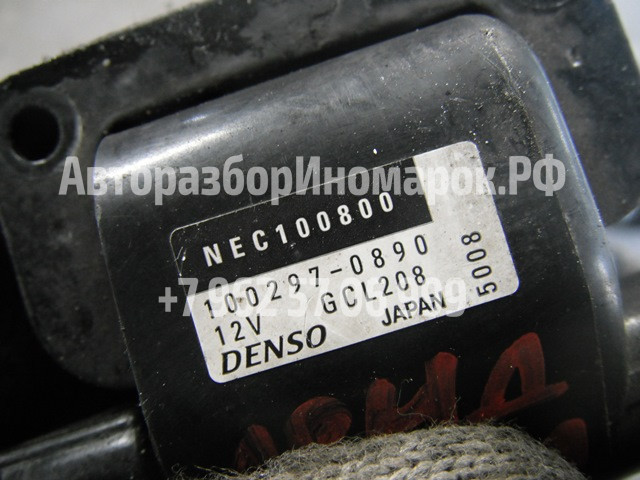 АвторазборИномарок.РФ
NEC100800
100297-0890
12V GCL208
DENSO JAPAN
5008